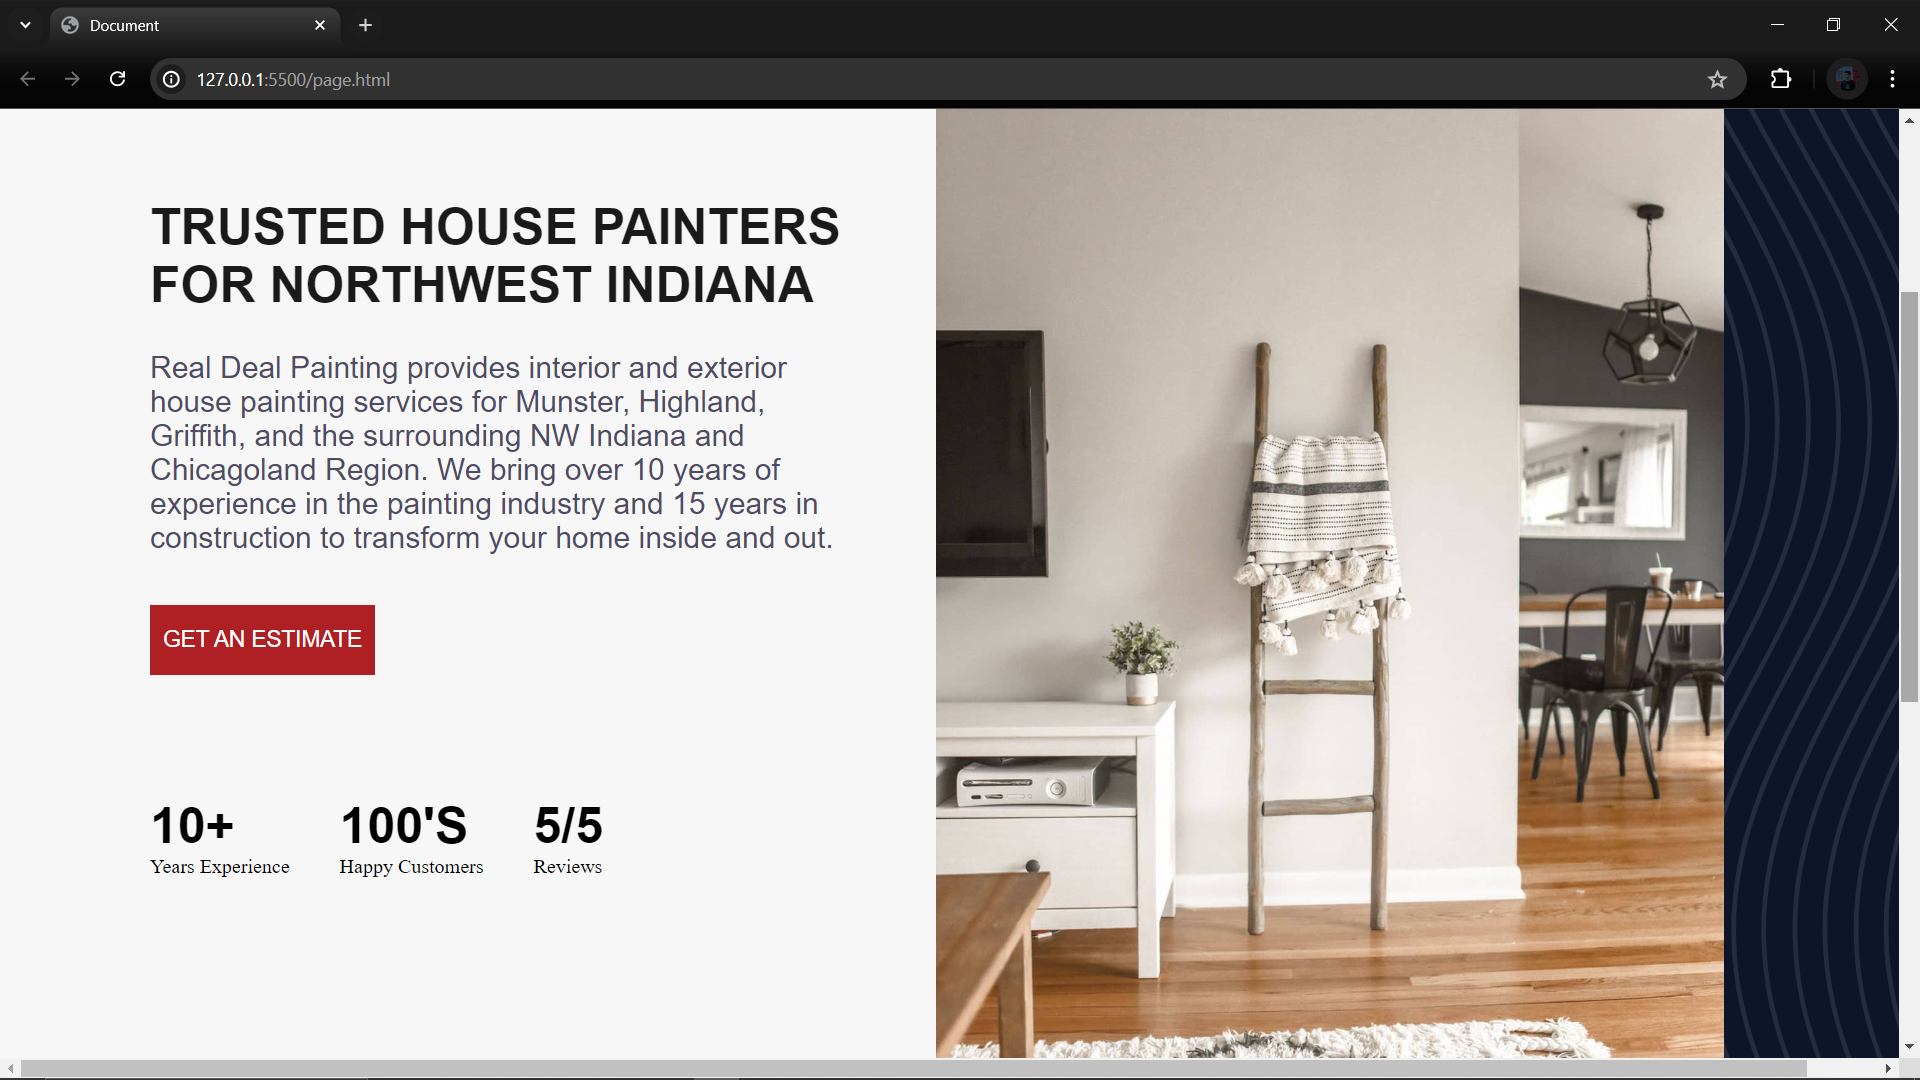 Document
127.0.0.1:5500/page.html
TRUSTED HOUSE PAINTERS
FOR NORTHWEST INDIANA
Real Deal Painting provides interior and exterior
house painting services for Munster, Highland,
Griffith, and the surrounding NW Indiana and
Chicagoland Region. We bring over 10 years of
experience in the painting industry and 15 years in
construction to transform your home inside and out.
GET AN ESTIMATE
10+ 100'S 5/5
Years Experience Happy Customers Reviews